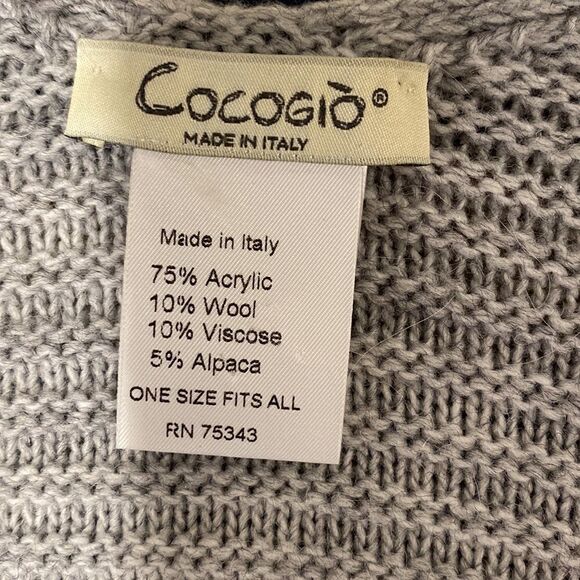 COCOGIÒ®
MADE IN ITALY
Made in Italy
75% Acrylic
10% Wool
10% Viscose
5% Alpaca
ONE SIZE FITS ALL
RN 75343